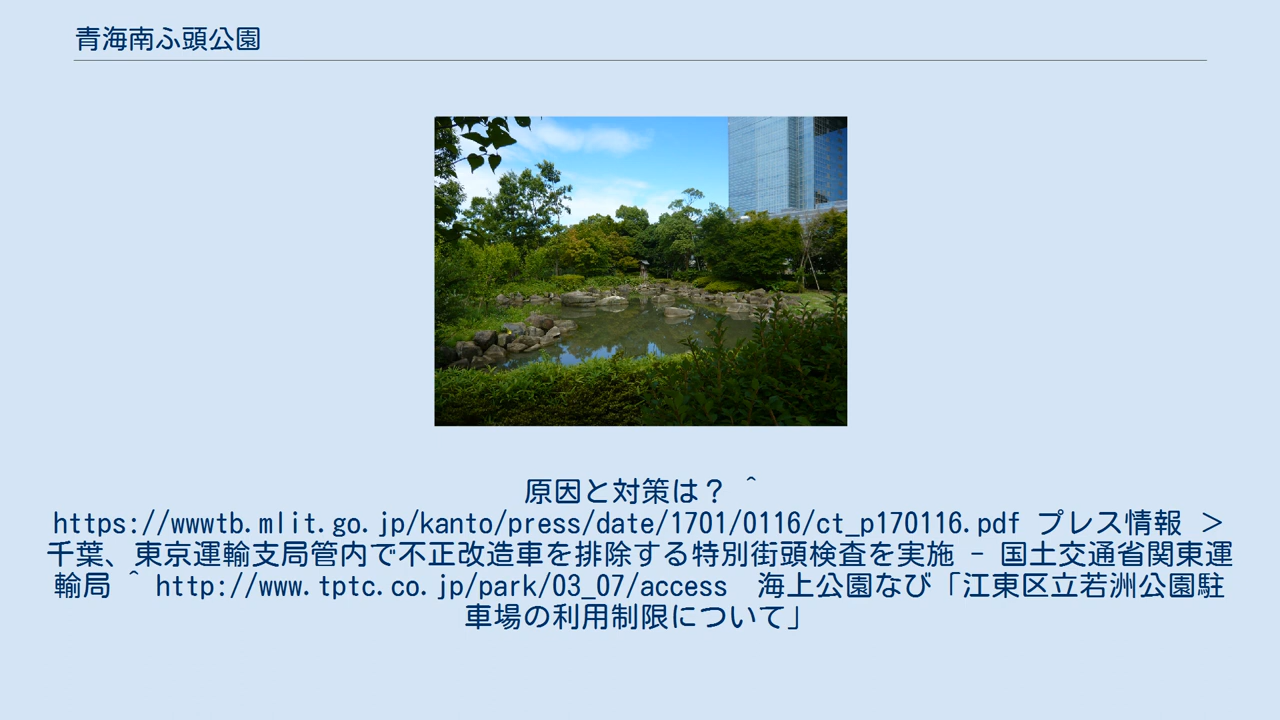 青海南ふ頭公園
原因と対策は？ ^
https://wwwtb.mlit.go.jp/kanto/press/date/1701/0116/ct_p170116.pdf プレス情報 ＞
千葉、東京運輸支局管内で不正改造車を排除する特別街頭検査を実施 － 国土交通省関東運
輸局 ^ http://www.tptc.co.jp/park/03_07/access　海上公園なび「江東区立若洲公園駐
車場の利用制限について」